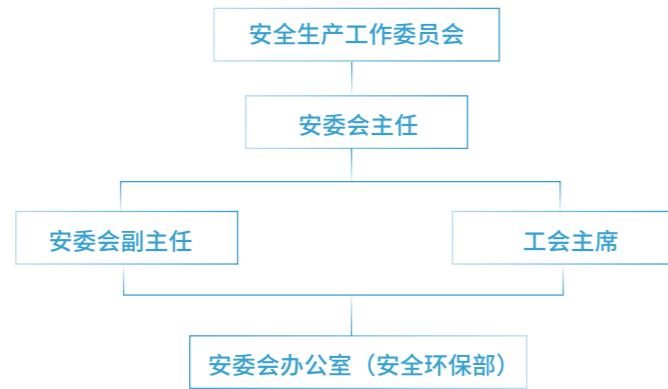 安全生产工作委员会
安委会主任
安委会副主任
工会主席
安委会办公室（安全环保部）